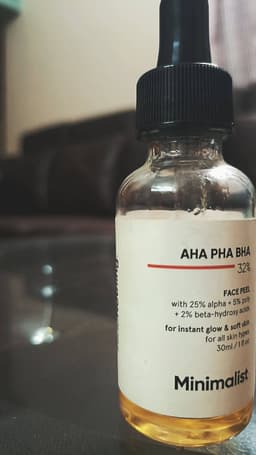 AHA PHA BHA
32%
FACE PEEL
with 25% alpha + 5% poly
+ 2% beta-hydroxy acids
for instant glow & soft skin
for all skin types
30ml / 1 fl
Minimalist